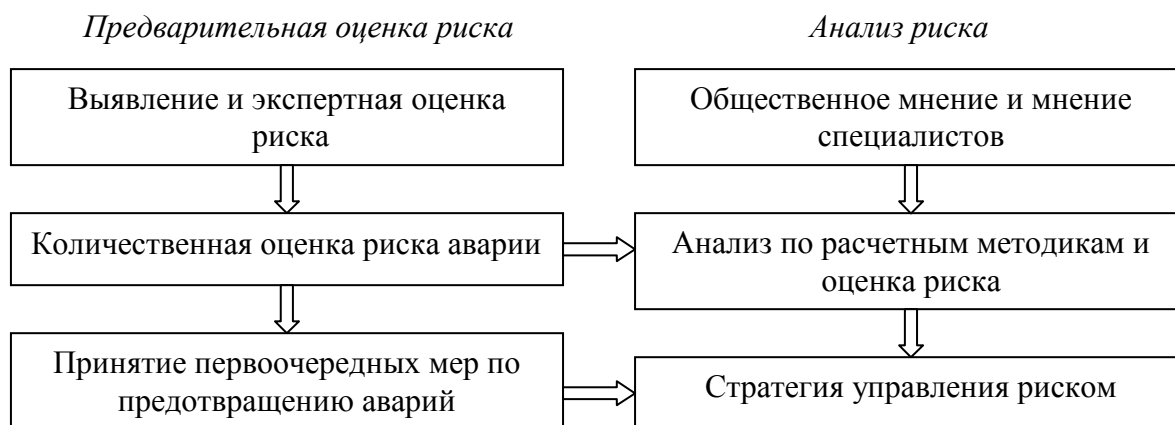 Предварительная оценка риска
Анализ риска
Выявление и экспертная оценка
риска
Общественное мнение и мнение
специалистов
Количественная оценка риска аварии
Анализ по расчетным методикам и
оценка риска
Принятие первоочередных мер по
предотвращению аварий
Стратегия управления риском